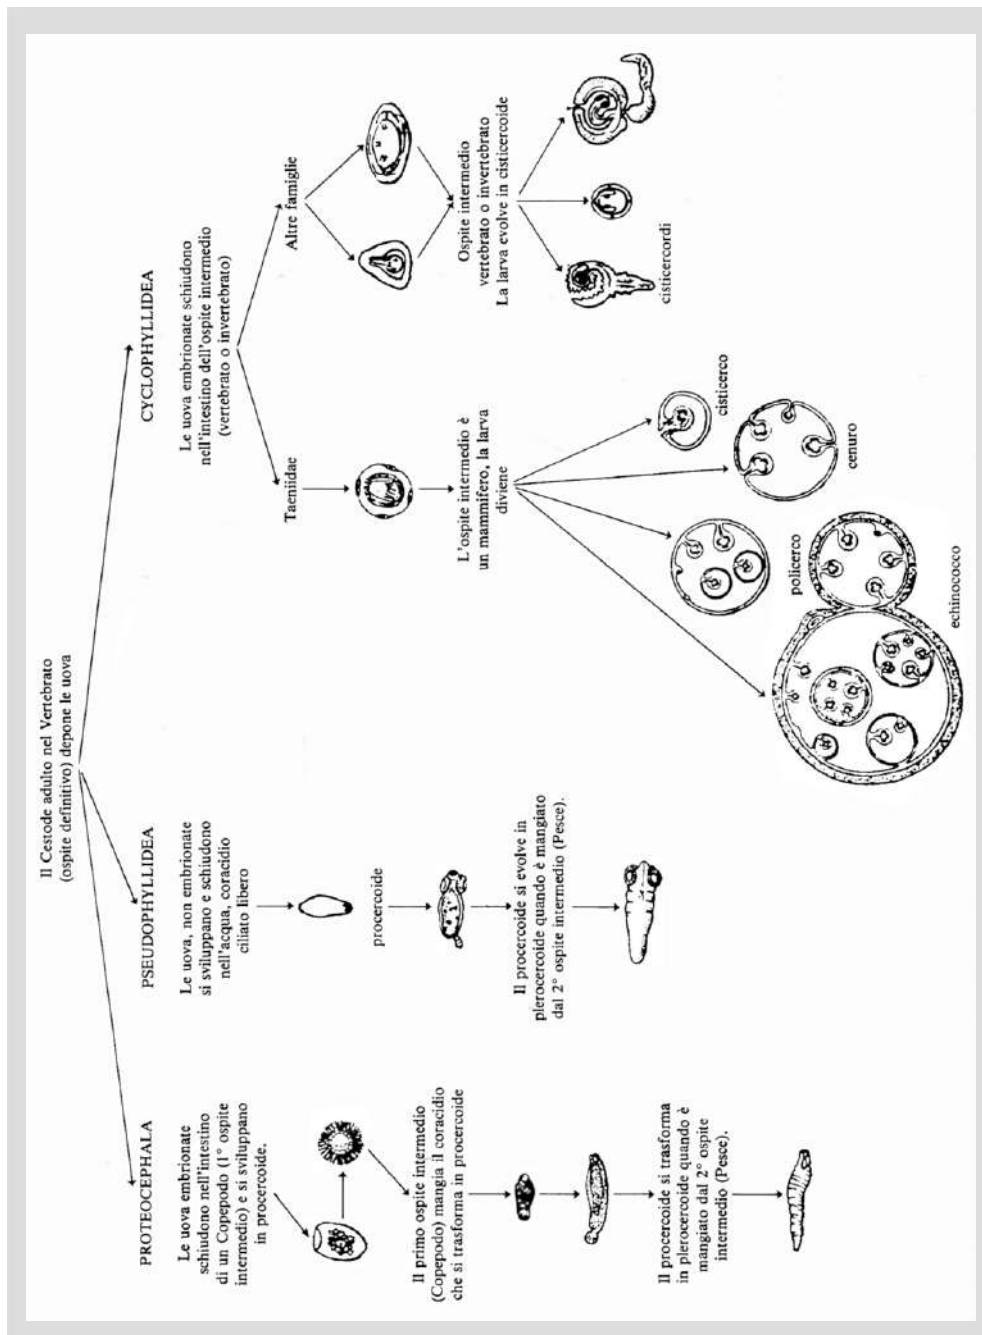 Il Cestode adulto nel Vertebrato
(ospite definitivo) depone le uova
PROTEOCEPHALA
Le uova embrionate
schiudono nell'intestino
di un Copepodo (1° ospite
intermedio) e si sviluppano
in procercoide.
Il primo ospite intermedio
(Copepodo) mangia il coracidio
che si trasforma in procercoide
Il procercoide si trasforma
in plerocercoide quando è
mangiato dal 2° ospite
intermedio (Pesce).
PSEUDOPHYLLIDEA
Le uova, non embrionate
si sviluppano e schiudono
nell'acqua, coracidio
ciliato libero
procercoide
Il procercoide si evolve in
plerocercoide quando è mangiato
dal 2° ospite intermedio (Pesce).
CYCLOPHYLLIDEA
Le uova embrionate schiudono
nell'intestino dell'ospite intermedio
(vertebrato o invertebrato)
Taeniidae
L'ospite intermedio è
un mammifero, la larva
diviene
echinococco
policerco
cenuro
cisticerco
Altre famiglie
Ospite intermedio
vertebrato o invertebrato
La larva evolve in cisticercoide
cisticercordi